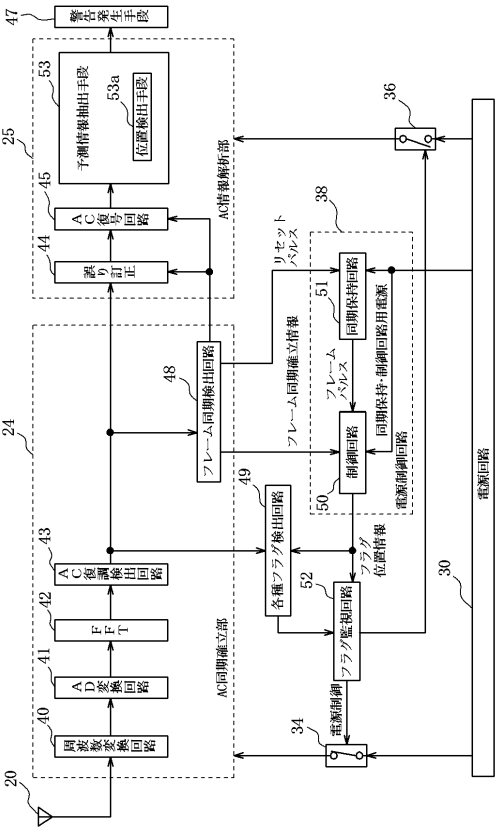 20
24
40
周波数変換回路
41
AD変換回路
42
FFT
43
AC復調検出回路
AC同期確立部
25
44
誤り訂正
45
AC復号回路
53
予測情報抽出手段
53a
位置検出手段
AC情報解析部
47
警告発生手段
48
フレーム同期検出回路
リセット
パルス
フレーム同期確立情報
49
各種フラグ検出回路
38
50
制御回路
フレーム
パルス
51
同期保持回路
同期保持・制御回路用電源
電源制御回路
フラグ
位置情報
52
フラグ監視回路
電源制御
34
36
30
電源回路